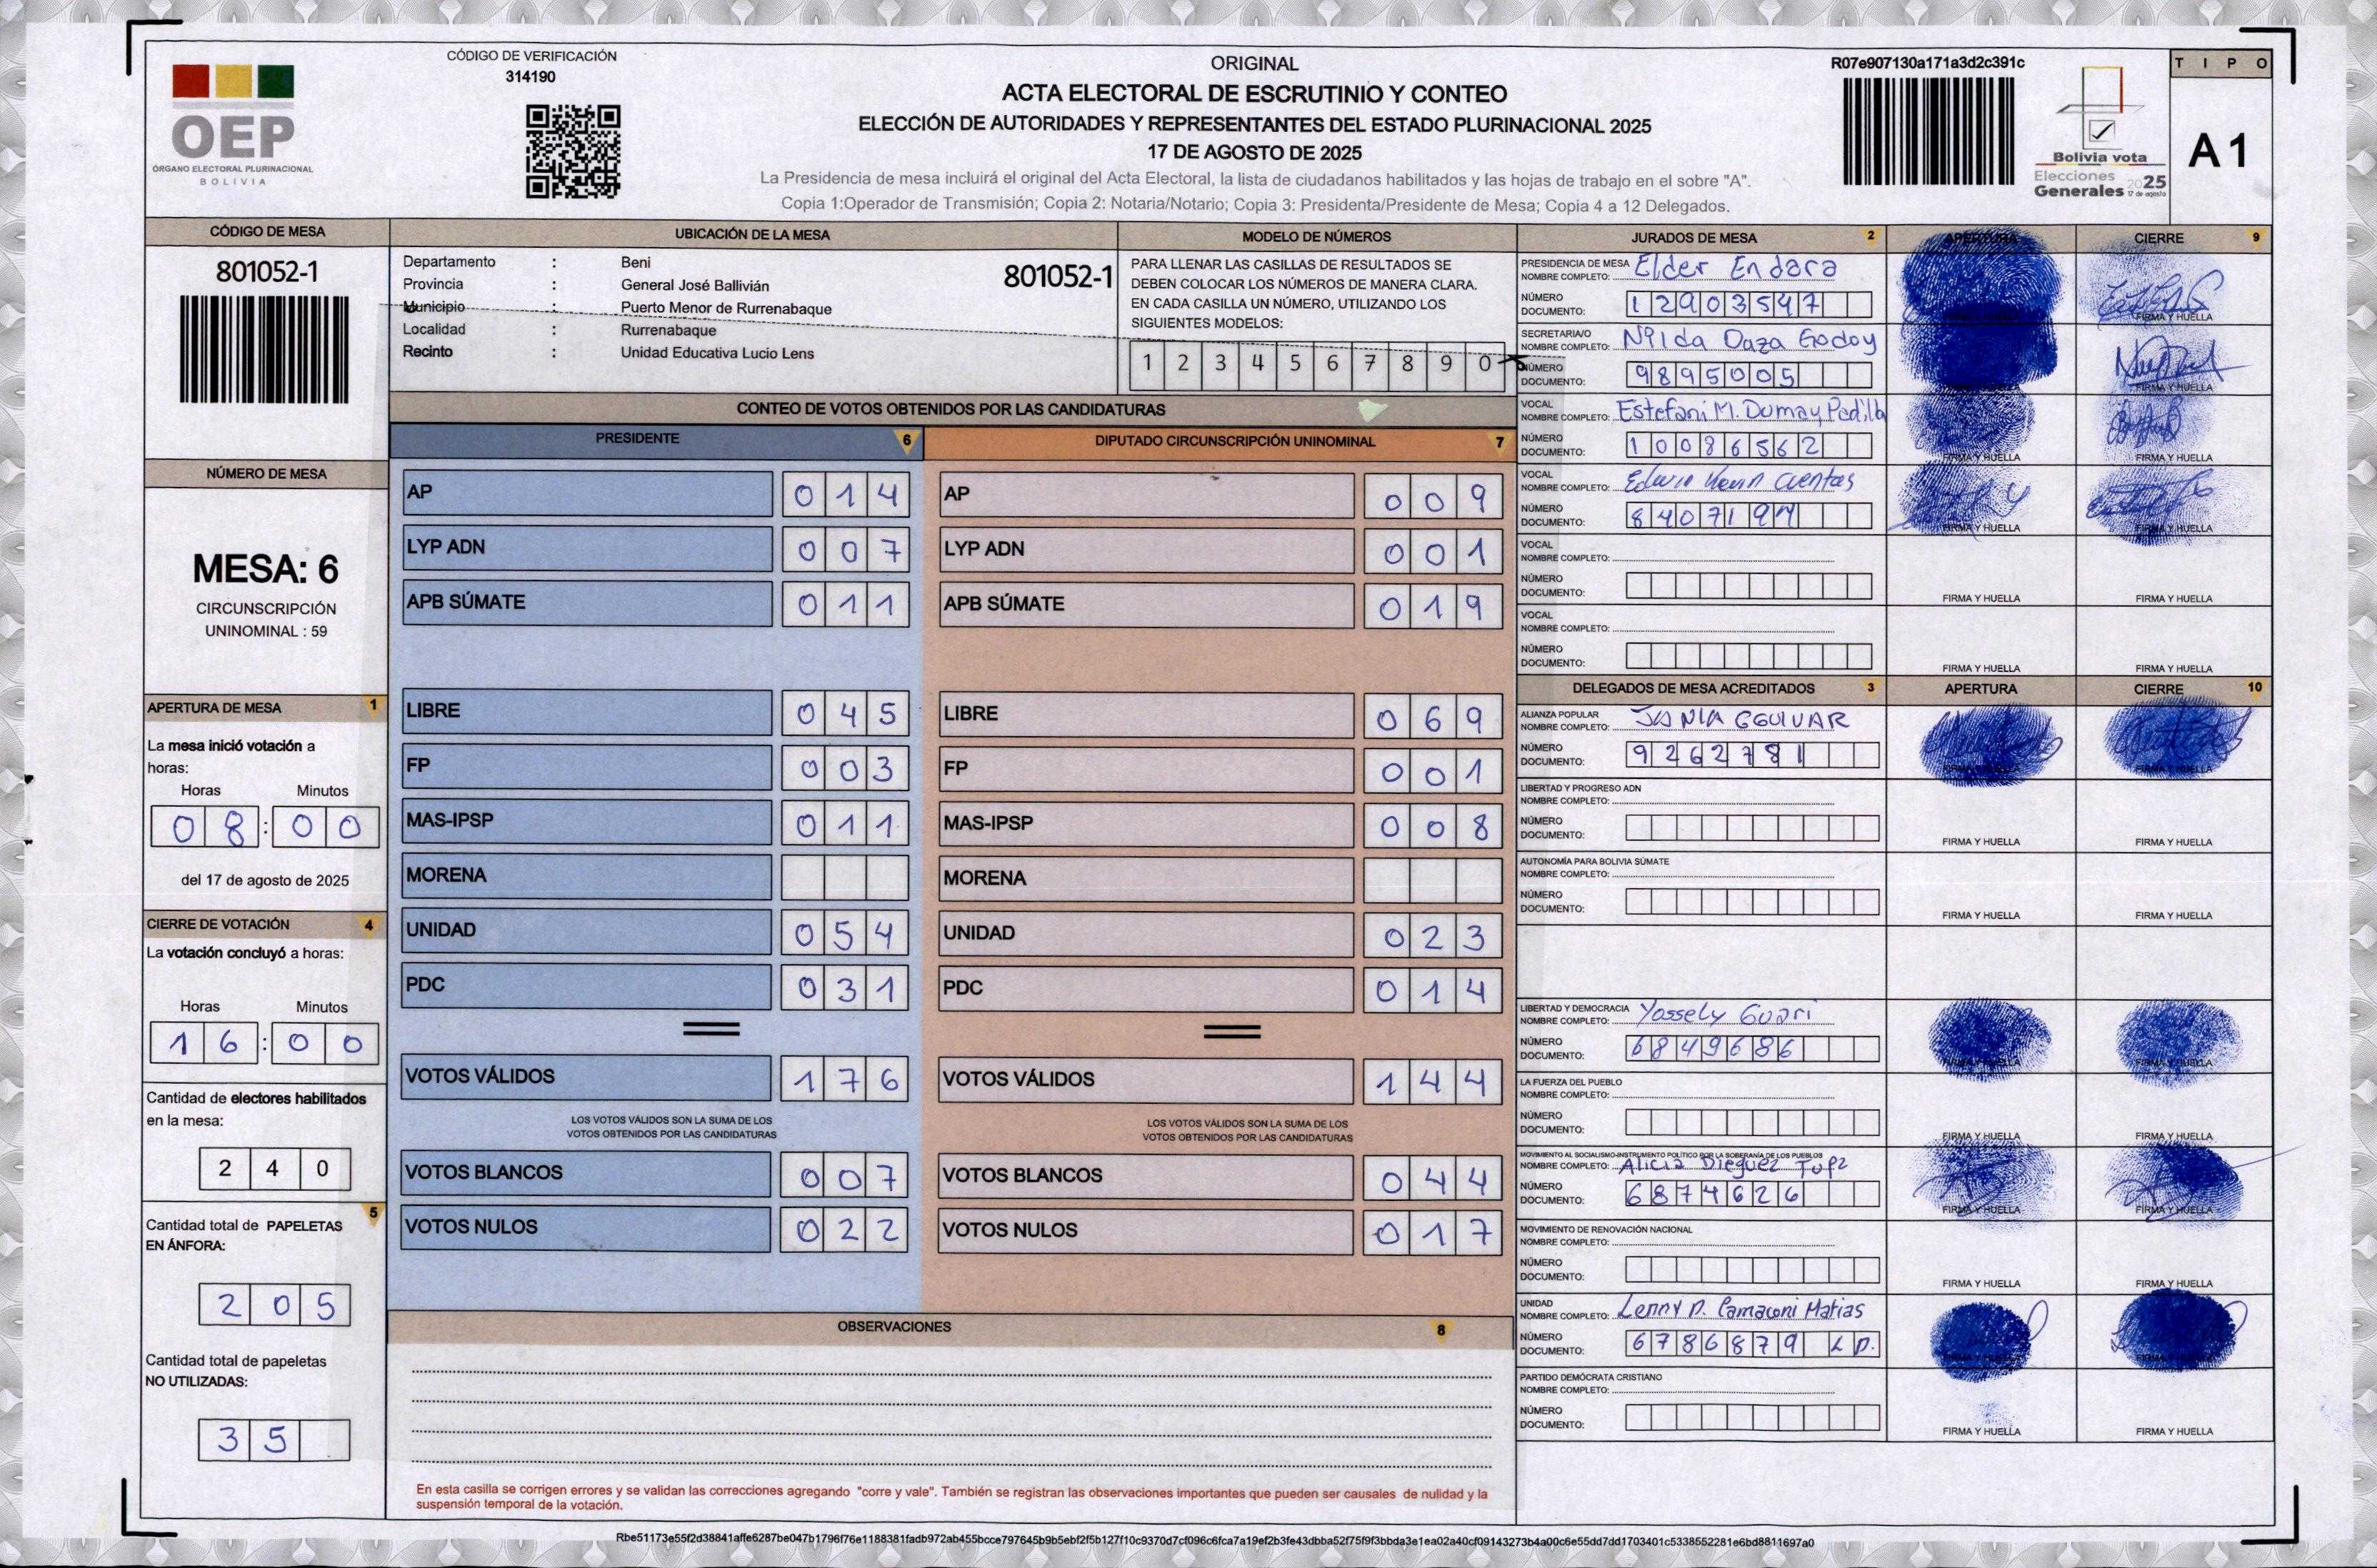 CÓDIGO DE VERIFICACIÓN
314190
OEP
ÓRGANO ELECTORAL PLURINACIONAL
BOLIVIA
ORIGINAL
ACTA ELECTORAL DE ESCRUTINIO Y CONTEO
ELECCIÓN DE AUTORIDADES Y REPRESENTANTES DEL ESTADO PLURINACIONAL 2025
17 DE AGOSTO DE 2025
La Presidencia de mesa incluirá el original del Acta Electoral, la lista de ciudadanos habilitados y las hojas de trabajo en el sobre "A".
Copia 1:Operador de Transmisión; Copia 2: Notaria/Notario; Copia 3: Presidenta/Presidente de Mesa; Copia 4 a 12 Delegados.
R07e907130a171a3d2c391c
Bolivia vota
Elecciones
Generales 2025
17 de agosto
TIPO
A1
CÓDIGO DE MESA
801052-1
UBICACIÓN DE LA MESA
Departamento : Beni
Provincia : General José Ballivián
Municipio : Puerto Menor de Rurrenabaque
Localidad : Rurrenabaque
Recinto : Unidad Educativa Lucio Lens
801052-1
MODELO DE NÚMEROS
PARA LLENAR LAS CASILLAS DE RESULTADOS SE
DEBEN COLOCAR LOS NÚMEROS DE MANERA CLARA.
EN CADA CASILLA UN NÚMERO, UTILIZANDO LOS
SIGUIENTES MODELOS:
1 2 3 4 5 6 7 8 9 0
NÚMERO DE MESA
MESA: 6
CIRCUNSCRIPCIÓN
UNINOMINAL : 59
APERTURA DE MESA 1
La mesa inició votación a
horas:
Horas Minutos
08:00
del 17 de agosto de 2025
CIERRE DE VOTACIÓN 4
La votación concluyó a horas:
Horas Minutos
16:00
Cantidad de electores habilitados
en la mesa:
240
5
Cantidad total de PAPELETAS
EN ÁNFORA:
205
Cantidad total de papeletas
NO UTILIZADAS:
35
CONTEO DE VOTOS OBTENIDOS POR LAS CANDIDATURAS
PRESIDENTE 6
AP 014
LYP ADN 007
APB SÚMATE 011
LIBRE 045
FP 003
MAS-IPSP 011
MORENA
UNIDAD 054
PDC 031
VOTOS VÁLIDOS 176
LOS VOTOS VÁLIDOS SON LA SUMA DE LOS
VOTOS OBTENIDOS POR LAS CANDIDATURAS
VOTOS BLANCOS 007
VOTOS NULOS 022
DIPUTADO CIRCUNSCRIPCIÓN UNINOMINAL 7
AP 009
LYP ADN 001
APB SÚMATE 019
LIBRE 069
FP 001
MAS-IPSP 008
MORENA
UNIDAD 023
PDC 014
VOTOS VÁLIDOS 144
LOS VOTOS VÁLIDOS SON LA SUMA DE LOS
VOTOS OBTENIDOS POR LAS CANDIDATURAS
VOTOS BLANCOS 044
VOTOS NULOS 017
OBSERVACIONES 8
En esta casilla se corrigen errores y se validan las correcciones agregando "corre y vale". También se registran las observaciones importantes que pueden ser causales de nulidad y la
suspensión temporal de la votación.
JURADOS DE MESA 2 APERTURA CIERRE 9
PRESIDENCIA DE MESA
NOMBRE COMPLETO: Elder Endara
NÚMERO
DOCUMENTO: 12903547
FIRMA Y HUELLA
SECRETARIA/O
NOMBRE COMPLETO: Nilda Daza Godoy
NÚMERO
DOCUMENTO: 9895005
FIRMA Y HUELLA
VOCAL
NOMBRE COMPLETO: Estefani M. Dumay Padilla
NÚMERO
DOCUMENTO: 10086562
FIRMA Y HUELLA FIRMA Y HUELLA
VOCAL
NOMBRE COMPLETO: Edwin Kevin Cuentas
NÚMERO
DOCUMENTO: 8407197
FIRMA Y HUELLA FIRMA Y HUELLA
VOCAL
NOMBRE COMPLETO:
NÚMERO
DOCUMENTO:
FIRMA Y HUELLA FIRMA Y HUELLA
VOCAL
NOMBRE COMPLETO:
NÚMERO
DOCUMENTO:
FIRMA Y HUELLA FIRMA Y HUELLA
DELEGADOS DE MESA ACREDITADOS 3 APERTURA CIERRE 10
ALIANZA POPULAR
NOMBRE COMPLETO: JANIA EGUIVAR
NÚMERO
DOCUMENTO: 9262781
FIRMA Y HUELLA FIRMA Y HUELLA
LIBERTAD Y PROGRESO ADN
NOMBRE COMPLETO:
NÚMERO
DOCUMENTO:
FIRMA Y HUELLA FIRMA Y HUELLA
AUTONOMÍA PARA BOLIVIA SÚMATE
NOMBRE COMPLETO:
NÚMERO
DOCUMENTO:
FIRMA Y HUELLA FIRMA Y HUELLA
LIBERTAD Y DEMOCRACIA
NOMBRE COMPLETO: Yossely Guari
NÚMERO
DOCUMENTO: 6849686
FIRMA Y HUELLA FIRMA Y HUELLA
LA FUERZA DEL PUEBLO
NOMBRE COMPLETO:
NÚMERO
DOCUMENTO:
FIRMA Y HUELLA FIRMA Y HUELLA
MOVIMIENTO AL SOCIALISMO-INSTRUMENTO POLÍTICO POR LA SOBERANÍA DE LOS PUEBLOS
NOMBRE COMPLETO: Alicia Dieguez
NÚMERO
DOCUMENTO: 6874626
FIRMA Y HUELLA FIRMA Y HUELLA
MOVIMIENTO DE RENOVACIÓN NACIONAL
NOMBRE COMPLETO:
NÚMERO
DOCUMENTO:
FIRMA Y HUELLA FIRMA Y HUELLA
UNIDAD
NOMBRE COMPLETO: Lenny D. Camaconi Matias
NÚMERO
DOCUMENTO: 6786879 LP.
PARTIDO DEMÓCRATA CRISTIANO
NOMBRE COMPLETO:
NÚMERO
DOCUMENTO:
FIRMA Y HUELLA FIRMA Y HUELLA